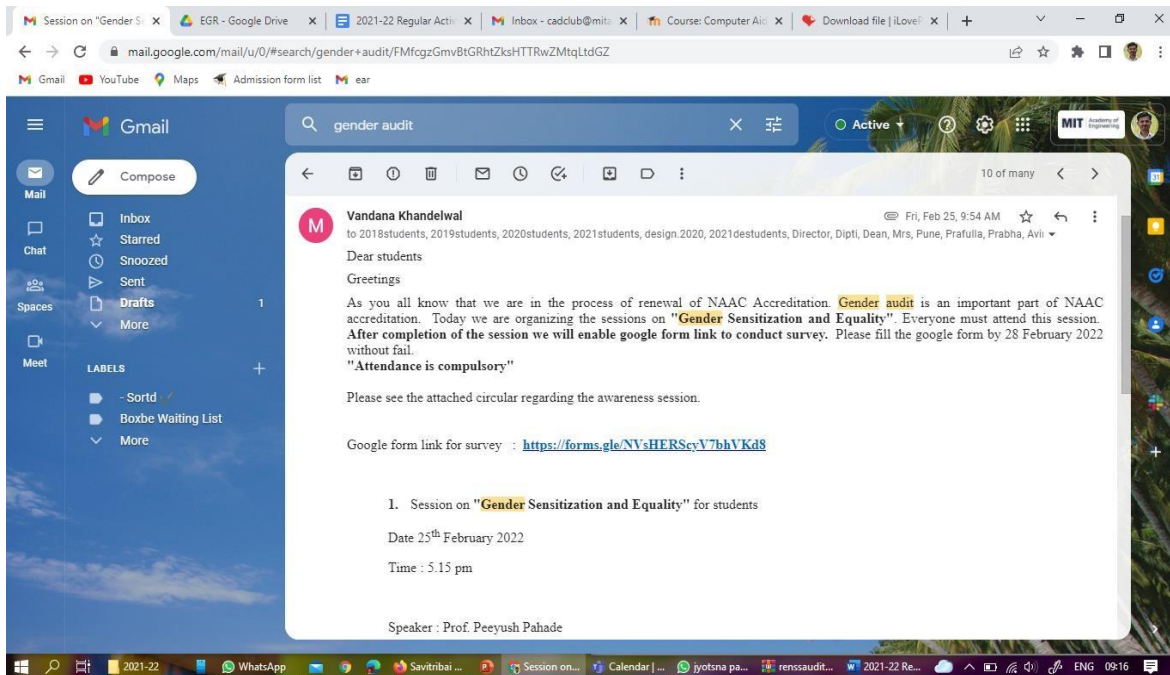 Session on "Gender Se
EGR - Google Drive
2021-22 Regular Activ
Inbox - cadclub@mita
Course: Computer Aid
Download file | iLoveP
mail.google.com/mail/u/0/#search/gender+audit/FMfcgzGmvBtGRhtZksHTTRwZMtqLtdGZ
Gmail YouTube Maps Admission form list ear
Gmail
gender audit
Active
MIT Academy of Engineering
Mail
Chat
Spaces
Meet
Compose
Inbox
Starred
Snoozed
Sent
Drafts 1
More
LABELS +
- Sortd
Boxbe Waiting List
More
10 of many
M
Vandana Khandelwal Fri, Feb 25, 9:54 AM
to 2018students, 2019students, 2020students, 2021students, design.2020, 2021destudents, Director, Dipti, Dean, Mrs, Pune, Prafulla, Prabha, Avi
Dear students
Greetings
As you all know that we are in the process of renewal of NAAC Accreditation. Gender audit is an important part of NAAC
accreditation. Today we are organizing the sessions on "Gender Sensitization and Equality". Everyone must attend this session.
After completion of the session we will enable google form link to conduct survey. Please fill the google form by 28 February 2022
without fail.
"Attendance is compulsory"
Please see the attached circular regarding the awareness session.
Google form link for survey : https://forms.gle/NVsHERScyV7bhVKd8
1. Session on "Gender Sensitization and Equality" for students
Date 25th February 2022
Time : 5.15 pm
Speaker : Prof. Peeyush Pahade
2021-22 WhatsApp Savitribai ... Session on... Calendar | ... jyotsna pa... renssaudit... 2021-22 Re... ENG 09:16